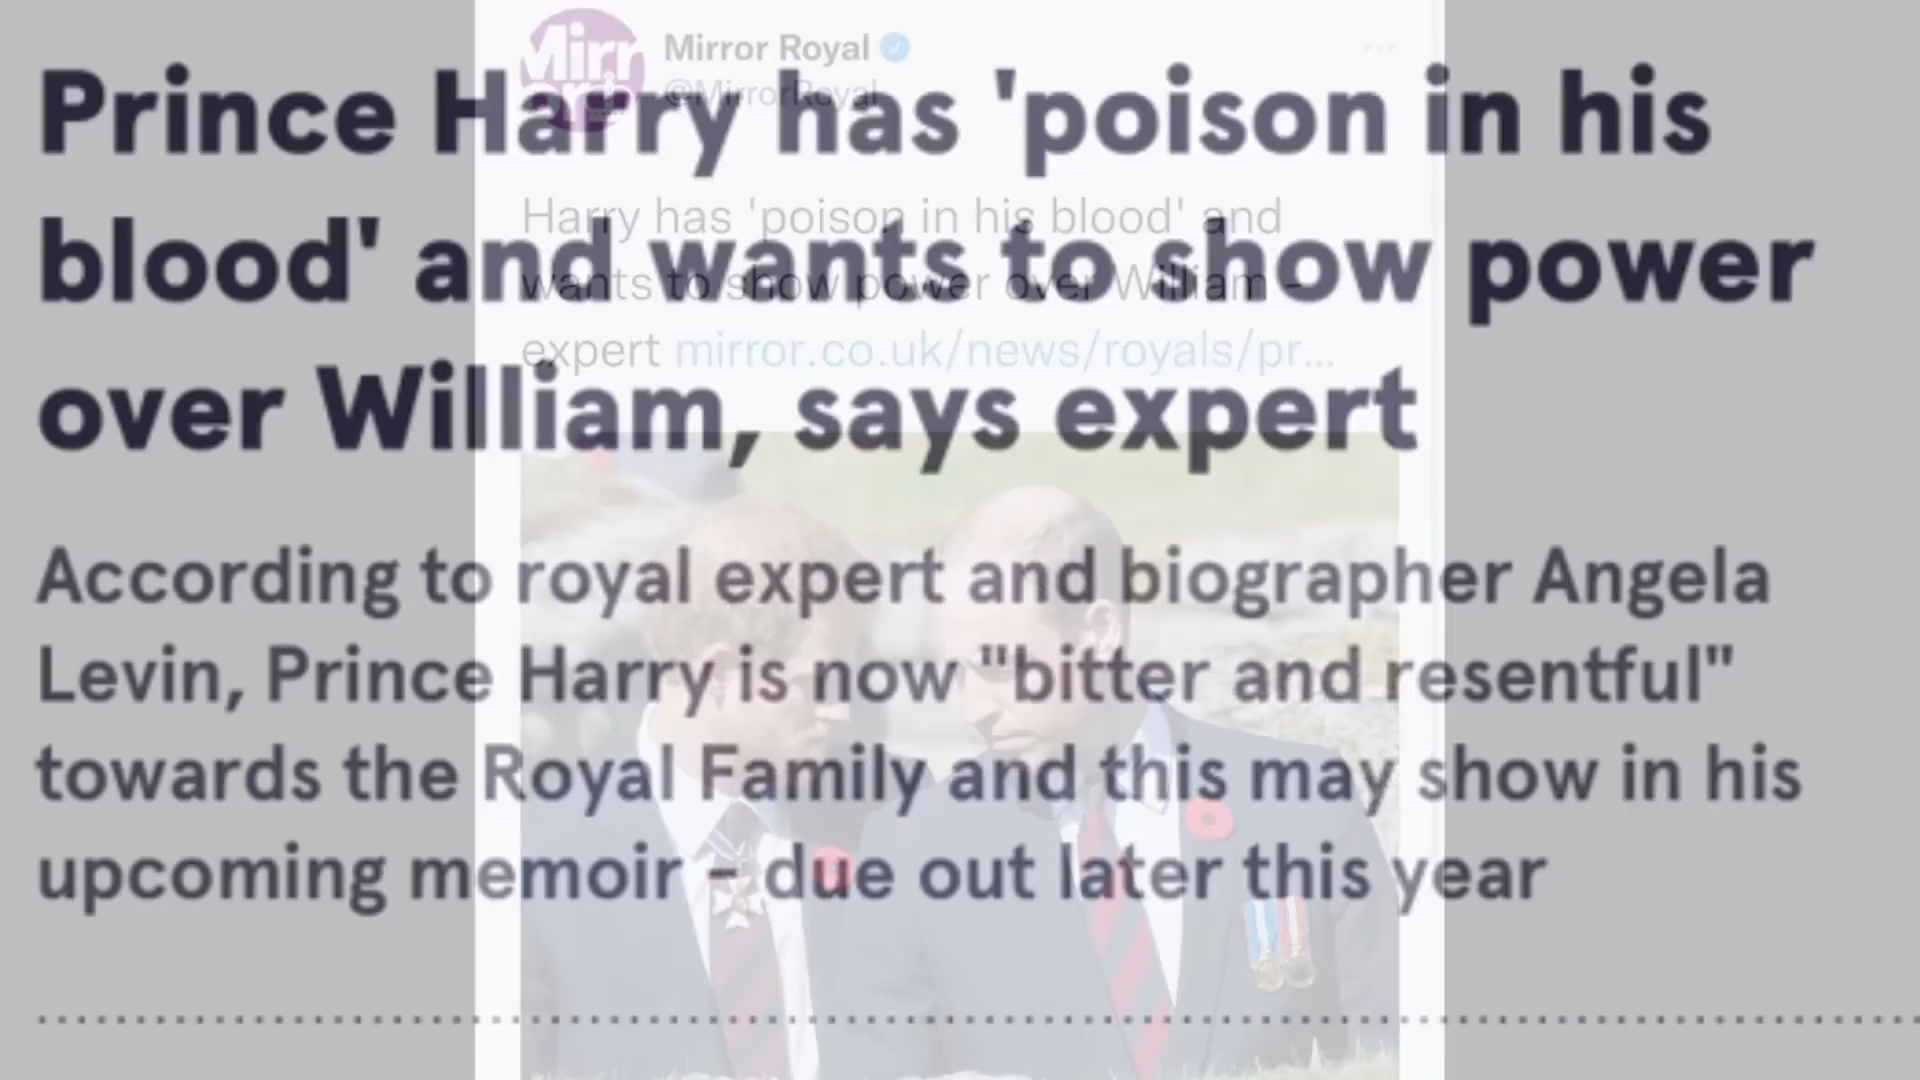 Mirror Royal
@MirrorRoyal
Prince Harry has 'poison in his
blood' and wants to show power
over William, says expert
Harry has 'poison in his blood' and
wants to show power over William -
expert mirror.co.uk/news/royals/pr...
According to royal expert and biographer Angela
Levin, Prince Harry is now "bitter and resentful"
towards the Royal Family and this may show in his
upcoming memoir - due out later this year